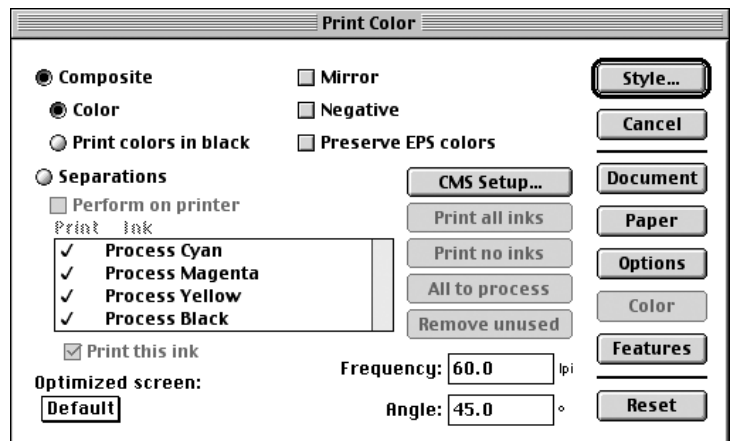 Print Color
Composite
Color
Print colors in black
Separations
Perform on printer
Print Ink
✓ Process Cyan
✓ Process Magenta
✓ Process Yellow
✓ Process Black
Print this ink
Optimized screen:
Default
Mirror
Negative
Preserve EPS colors
CMS Setup...
Print all inks
Print no inks
All to process
Remove unused
Frequency: 60.0 lpi
Angle: 45.0 °
Style...
Cancel
Document
Paper
Options
Color
Features
Reset